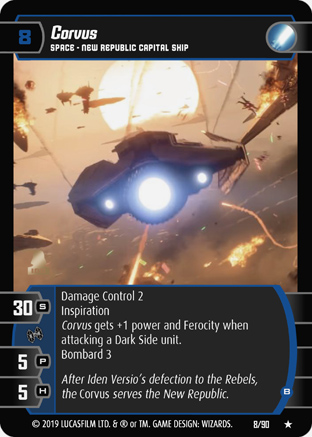 8
Corvus
SPACE - NEW REPUBLIC CAPITAL SHIP
30 S
Damage Control 2
Inspiration
Corvus gets +1 power and Ferocity when
attacking a Dark Side unit.
5 P
Bombard 3
5 H
After Iden Versio's defection to the Rebels,
the Corvus serves the New Republic.
B
© 2019 LUCASFILM LTD. & ® or TM. GAME DESIGN: WIZARDS.
8/90 ★